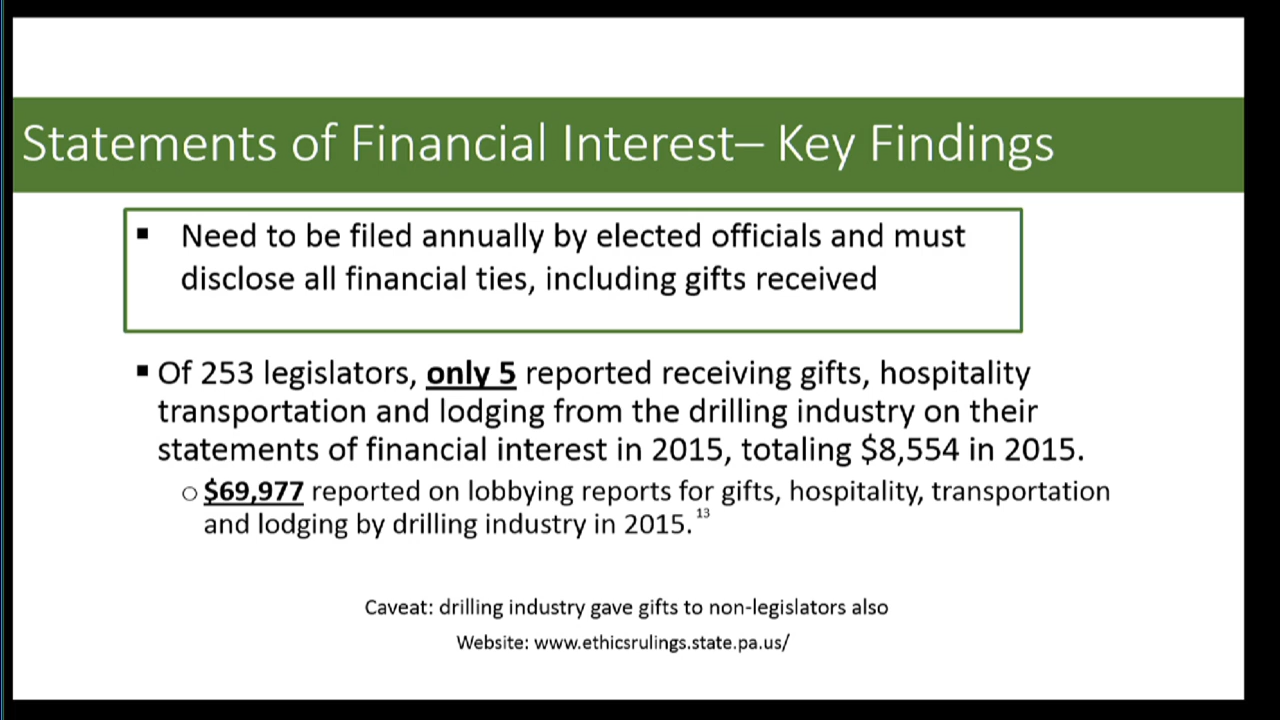 Statements of Financial Interest– Key Findings
▪ Need to be filed annually by elected officials and must
disclose all financial ties, including gifts received
▪ Of 253 legislators, only 5 reported receiving gifts, hospitality
transportation and lodging from the drilling industry on their
statements of financial interest in 2015, totaling $8,554 in 2015.
○ $69,977 reported on lobbying reports for gifts, hospitality, transportation
and lodging by drilling industry in 2015. 13
Caveat: drilling industry gave gifts to non-legislators also
Website: www.ethicsrulings.state.pa.us/